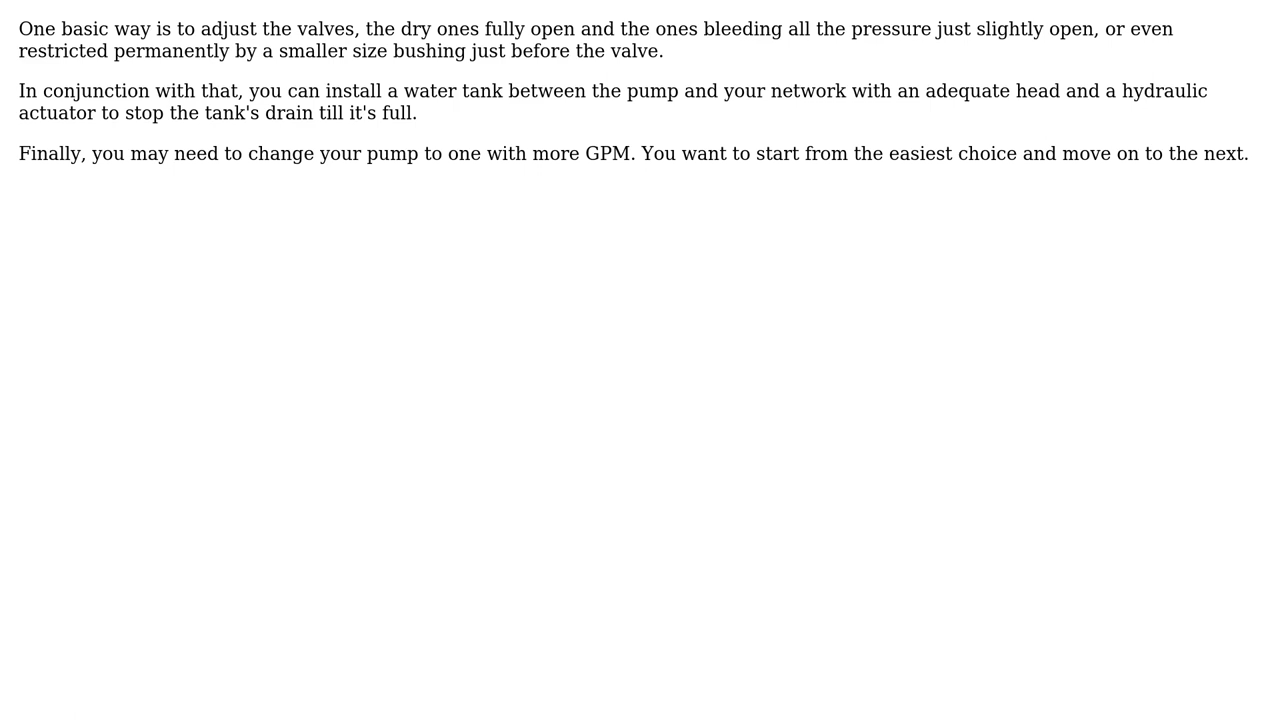 One basic way is to adjust the valves, the dry ones fully open and the ones bleeding all the pressure just slightly open, or even
restricted permanently by a smaller size bushing just before the valve.
In conjunction with that, you can install a water tank between the pump and your network with an adequate head and a hydraulic
actuator to stop the tank's drain till it's full.
Finally, you may need to change your pump to one with more GPM. You want to start from the easiest choice and move on to the next.